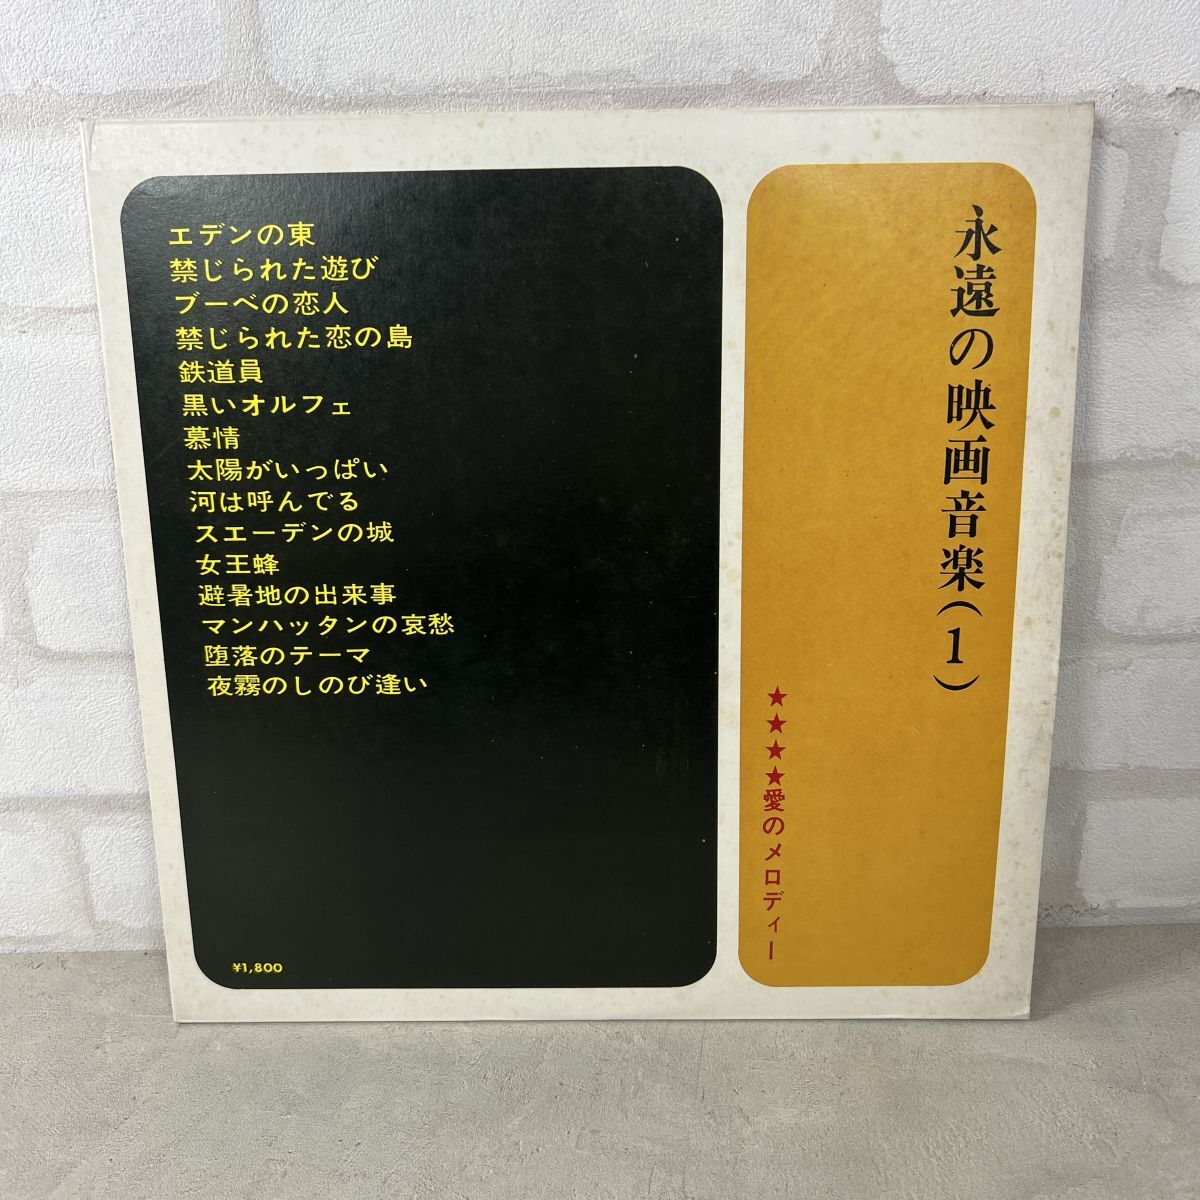 永遠の映画音楽(1)
★★★★愛のメロディー
エデンの東
禁じられた遊び
ブーベの恋人
禁じられた恋の島
鉄道員
黒いオルフェ
慕情
太陽がいっぱい
河は呼んでる
スエーデンの城
女王蜂
避暑地の出来事
マンハッタンの哀愁
堕落のテーマ
夜霧のしのび逢い
¥1,800